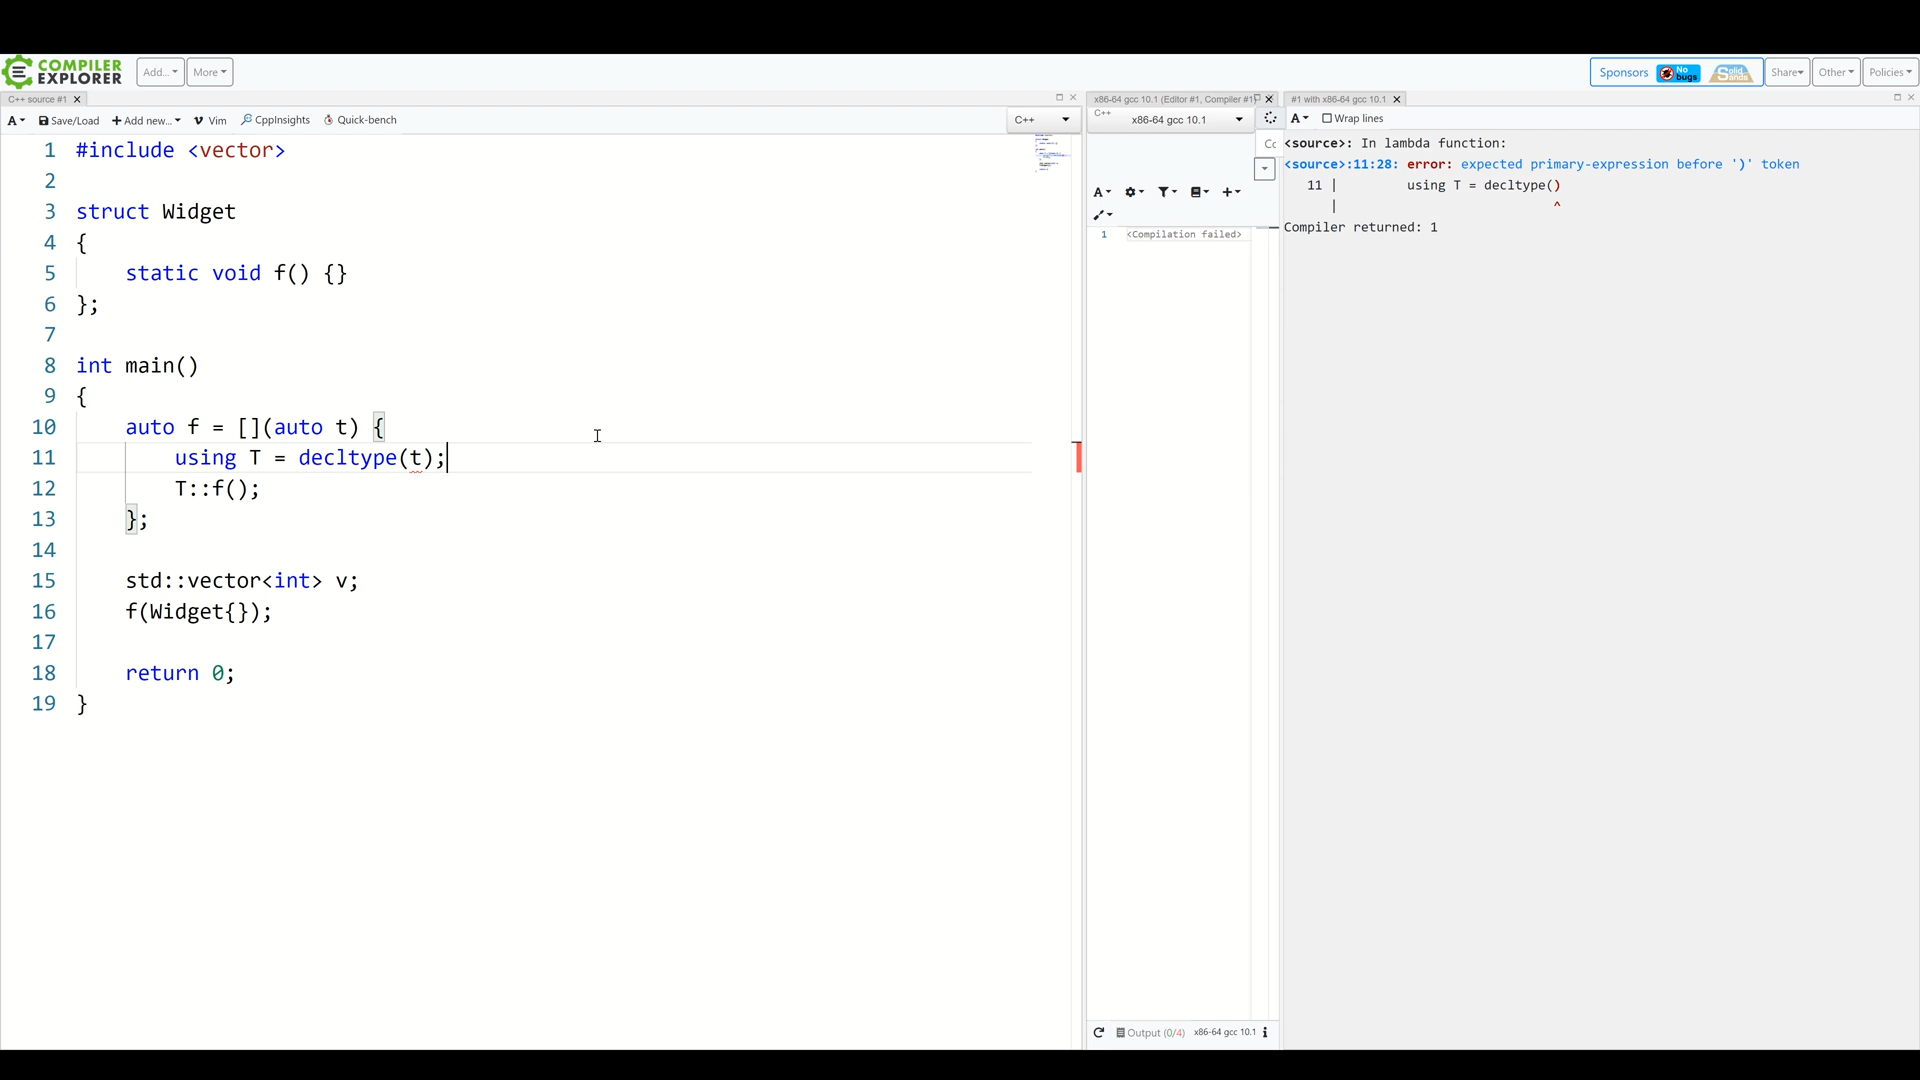 COMPILER
EXPLORER
Add...
More
Sponsors
No
bugs
Solid
Sands
Share
Other
Policies
C++ source #1
A
Save/Load
Add new...
Vim
CppInsights
Quick-bench
C++
1 #include <vector>
2
3 struct Widget
4 {
5 static void f() {}
6 };
7
8 int main()
9 {
10 auto f = [](auto t) {
11 using T = decltype(t);
12 T::f();
13 };
14
15 std::vector<int> v;
16 f(Widget{});
17
18 return 0;
19 }
x86-64 gcc 10.1 (Editor #1, Compiler #1)
C++
x86-64 gcc 10.1
A
1 <Compilation failed>
Output (0/4)
x86-64 gcc 10.1
#1 with x86-64 gcc 10.1
A
Wrap lines
<source>: In lambda function:
<source>:11:28: error: expected primary-expression before ')' token
11 | using T = decltype()
| ^
Compiler returned: 1